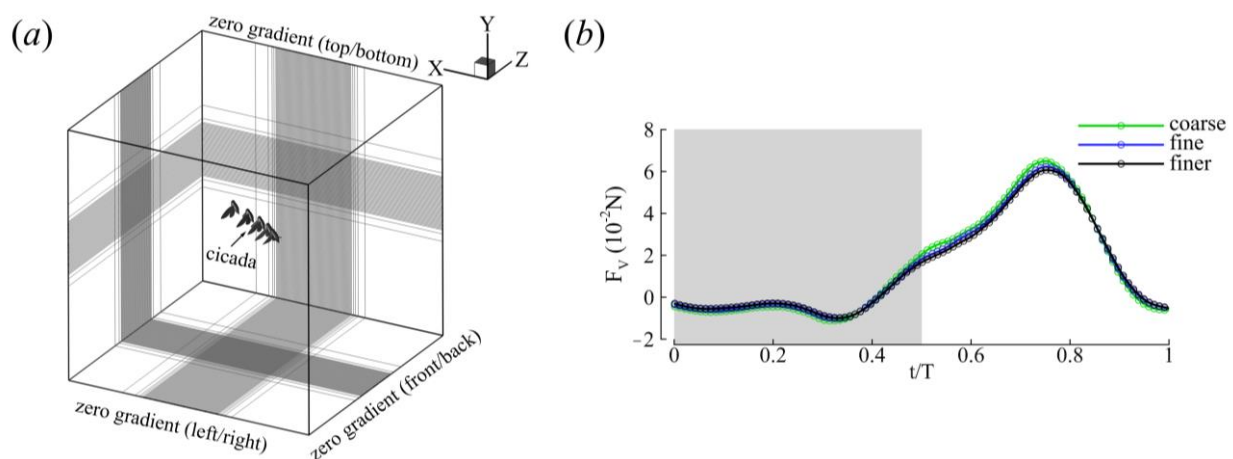 (a)
zero gradient (top/bottom)
Y
X
Z
cicada
zero gradient (left/right)
zero gradient (front/back)
(b)
coarse
fine
finer
8
6
4
2
0
−2
F_V (10^-2N)
0
0.2
0.4
0.6
0.8
1
t/T